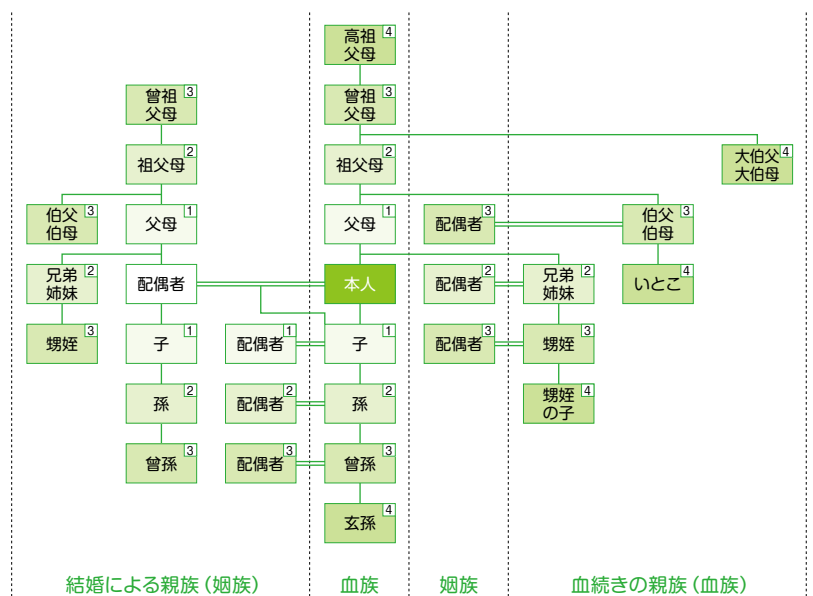 高祖 4
父母
曾祖 3
父母
曾祖 3
父母
祖父母 2
祖父母 2
大伯父 4
大伯母
伯父 3
伯母
父母 1
父母 1
配偶者 3
伯父 3
伯母
兄弟 2
姉妹
配偶者
本人
配偶者 2
兄弟 2
姉妹
いとこ 4
甥姪 3
子 1
配偶者 1
子 1
配偶者 3
甥姪 3
孫 2
配偶者 2
孫 2
甥姪 4
の子
曾孫 3
配偶者 3
曾孫 3
玄孫 4
結婚による親族（姻族）
血族
姻族
血続きの親族（血族）